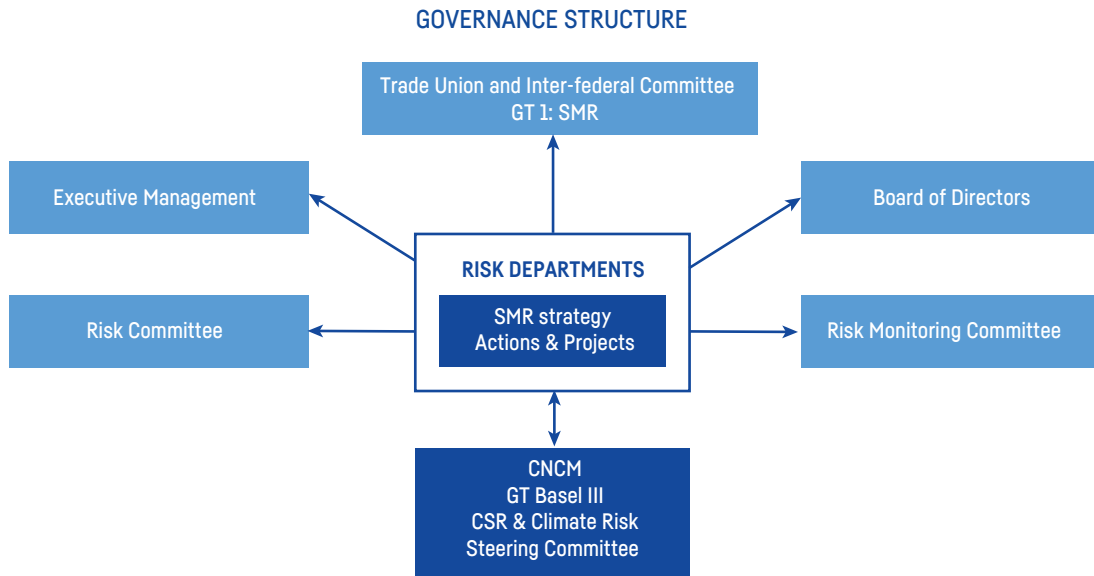 GOVERNANCE STRUCTURE
Trade Union and Inter-federal Committee
GT 1: SMR
Executive Management
Board of Directors
RISK DEPARTMENTS
SMR strategy
Actions & Projects
Risk Committee
Risk Monitoring Committee
CNCM
GT Basel III
CSR & Climate Risk
Steering Committee